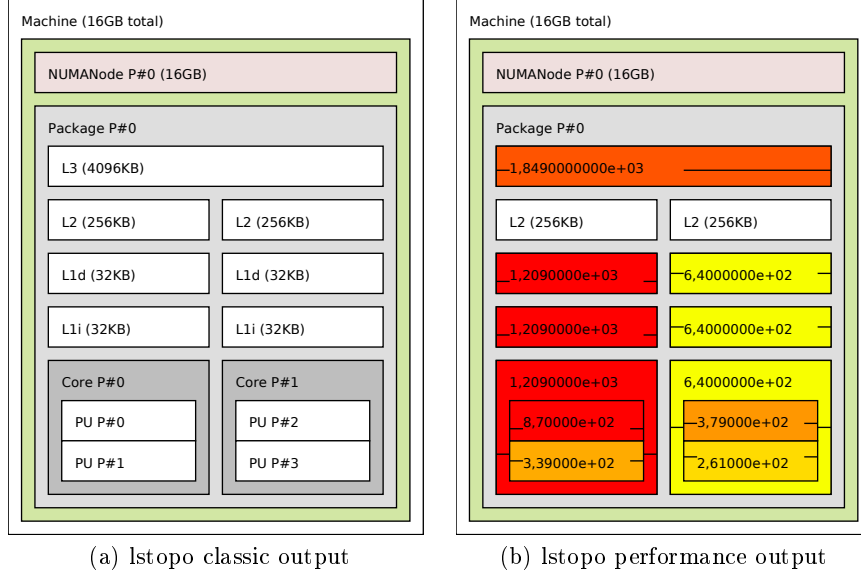 Machine (16GB total)
NUMANode P#0 (16GB)
Package P#0
L3 (4096KB)
L2 (256KB) L2 (256KB)
L1d (32KB) L1d (32KB)
L1i (32KB) L1i (32KB)
Core P#0 Core P#1
PU P#0 PU P#2
PU P#1 PU P#3
(a) lstopo classic output
Machine (16GB total)
NUMANode P#0 (16GB)
Package P#0
1,8490000000e+03
L2 (256KB) L2 (256KB)
1,2090000e+03 6,4000000e+02
1,2090000e+03 6,4000000e+02
1,2090000e+03 6,4000000e+02
8,70000e+02 3,79000e+02
3,39000e+02 2,61000e+02
(b) lstopo performance output